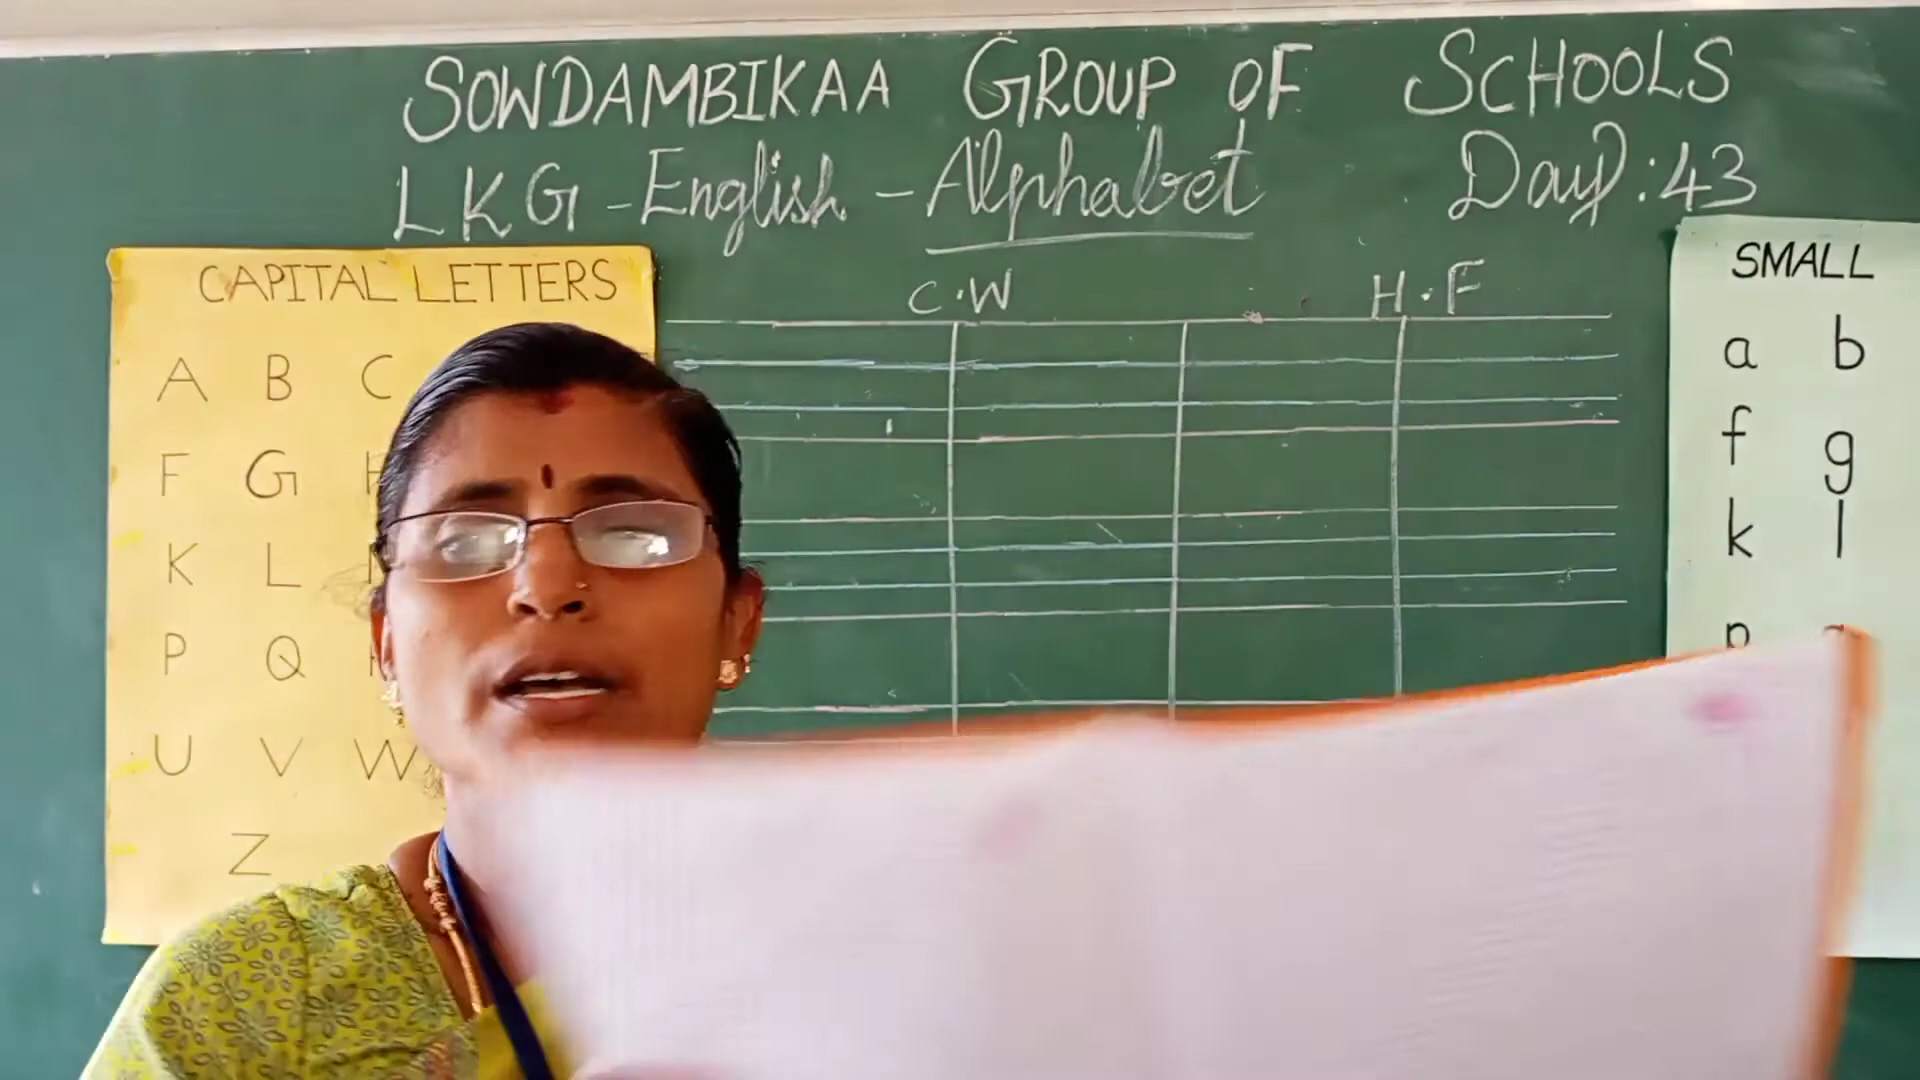 SOWDAMBIKAA GROUP OF SCHOOLS
LKG - English - Alphabet Day: 43
CAPITAL LETTERS
A B C
F G H
K L
P Q
U V W
Z
C.W H.F
SMALL
a b
f g
k l
p